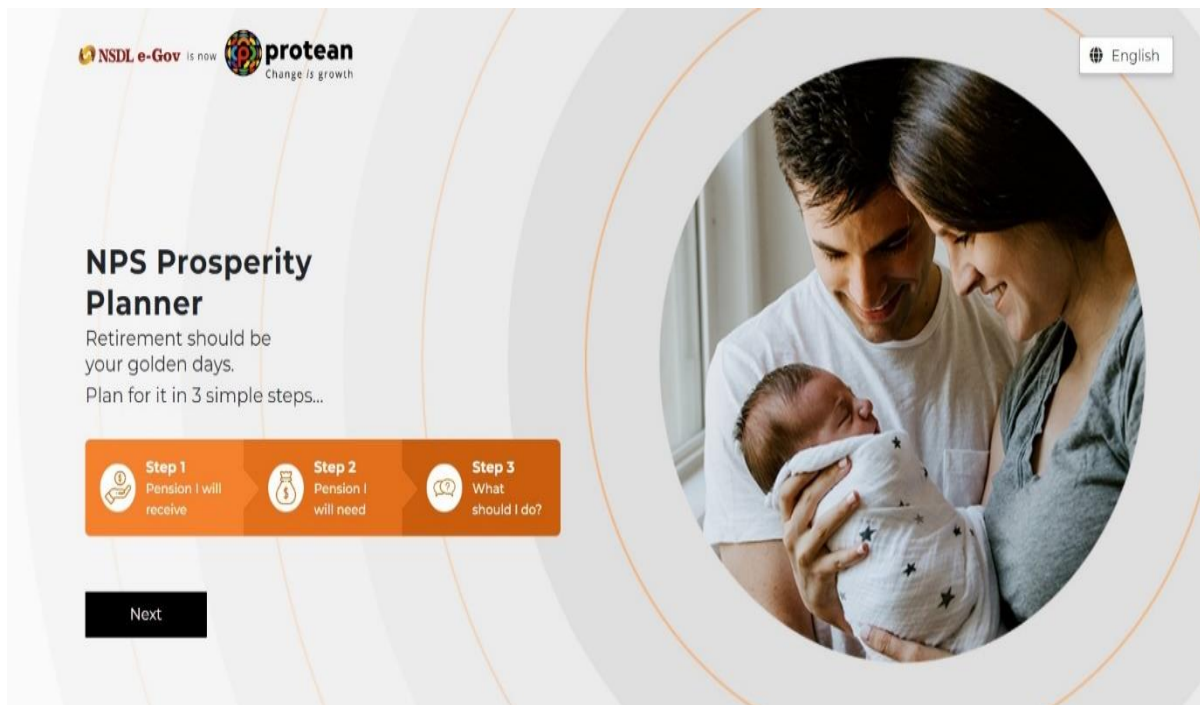 NSDL e-Gov is now protean
Change is growth
English
NPS Prosperity
Planner
Retirement should be
your golden days.
Plan for it in 3 simple steps...
Step 1
Pension I will
receive
Step 2
Pension I
will need
Step 3
What
should I do?
Next